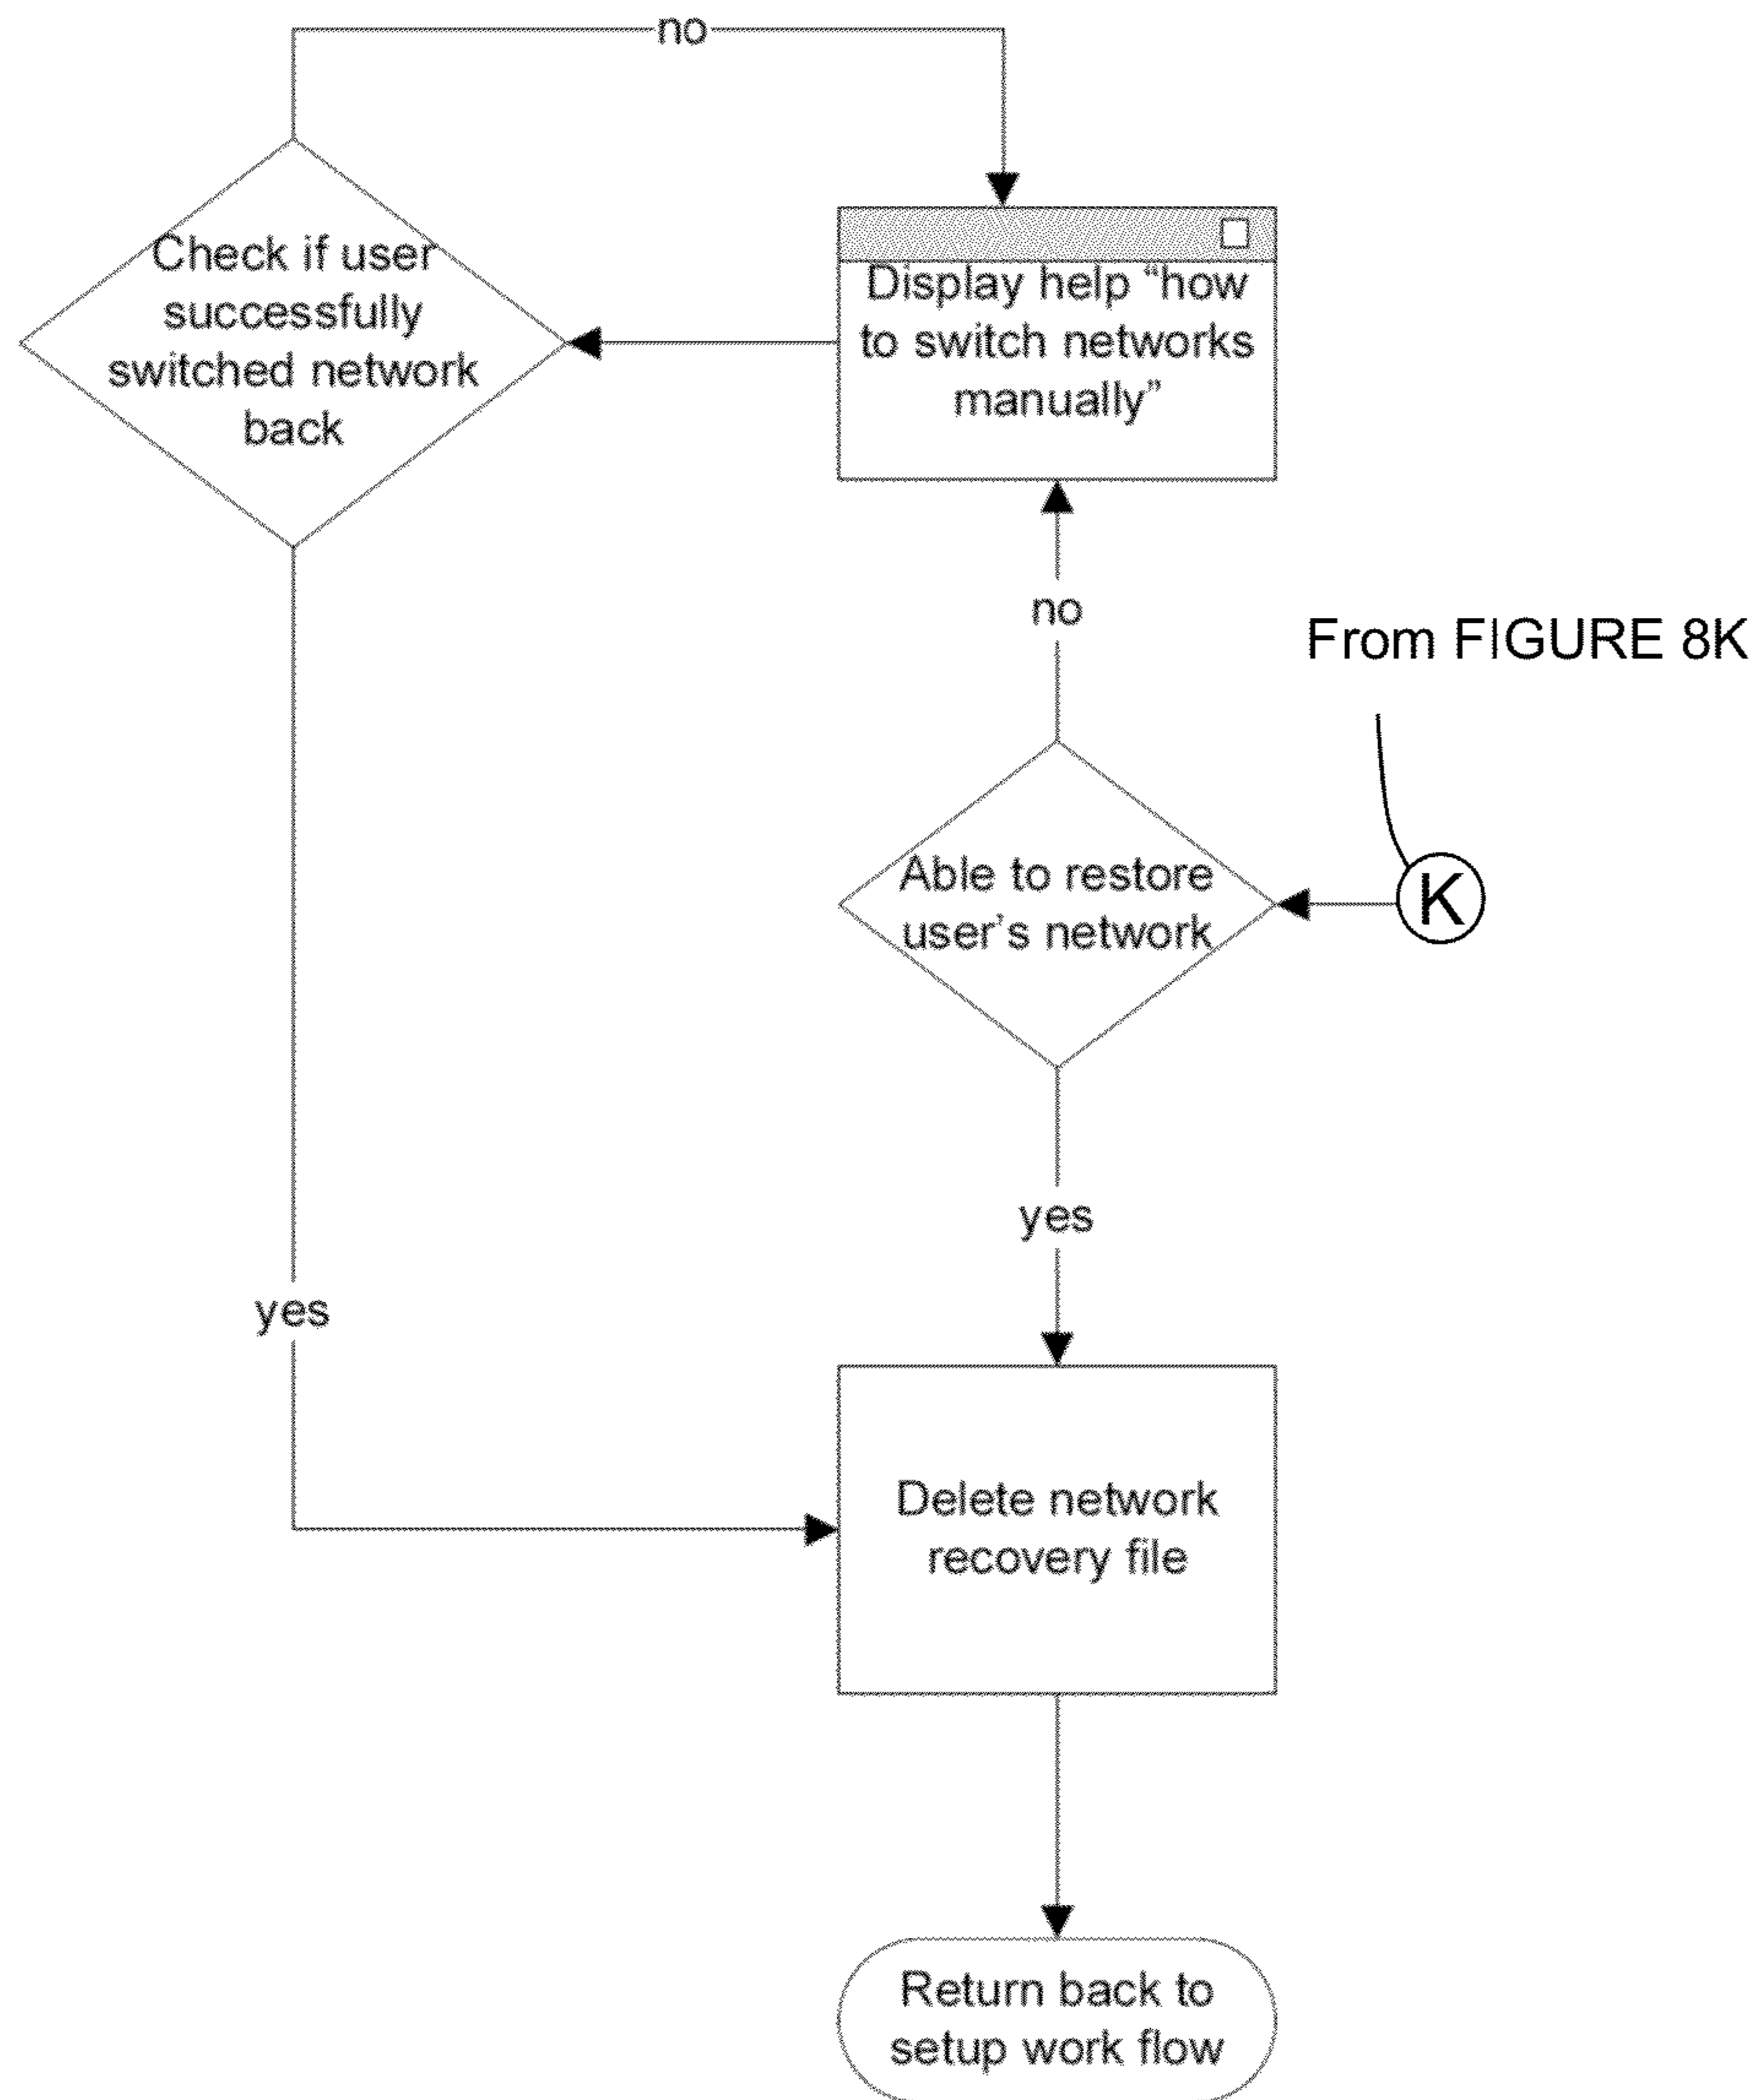 no
Check if user
successfully
switched network
back
Display help “how
to switch networks
manually”
no
From FIGURE 8K
Able to restore
user’s network
K
yes
yes
Delete network
recovery file
Return back to
setup work flow